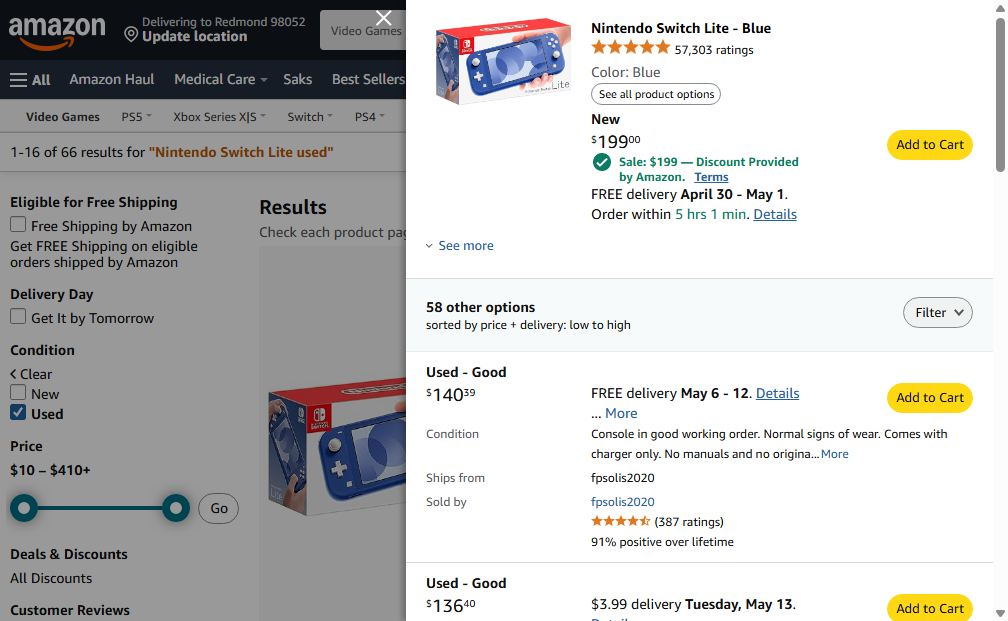 amazon
Delivering to Redmond 98052
Update location
Video Games
All
Amazon Haul
Medical Care
Saks
Best Sellers
Video Games
PS5
Xbox Series X|S
Switch
PS4
1-16 of 66 results for "Nintendo Switch Lite used"
Eligible for Free Shipping
Free Shipping by Amazon
Get FREE Shipping on eligible
orders shipped by Amazon
Delivery Day
Get It by Tomorrow
Condition
Clear
New
Used
Price
$10 – $410+
Go
Deals & Discounts
All Discounts
Customer Reviews
Results
Check each product pag
Nintendo Switch Lite - Blue
57,303 ratings
Color: Blue
See all product options
New
$19900
Add to Cart
Sale: $199 — Discount Provided
by Amazon. Terms
FREE delivery April 30 - May 1.
Order within 5 hrs 1 min. Details
See more
58 other options
sorted by price + delivery: low to high
Filter
Used - Good
$14039
FREE delivery May 6 - 12. Details
... More
Add to Cart
Condition
Console in good working order. Normal signs of wear. Comes with
charger only. No manuals and no origina...More
Ships from
fpsolis2020
Sold by
fpsolis2020
(387 ratings)
91% positive over lifetime
Used - Good
$13640
$3.99 delivery Tuesday, May 13.
Add to Cart